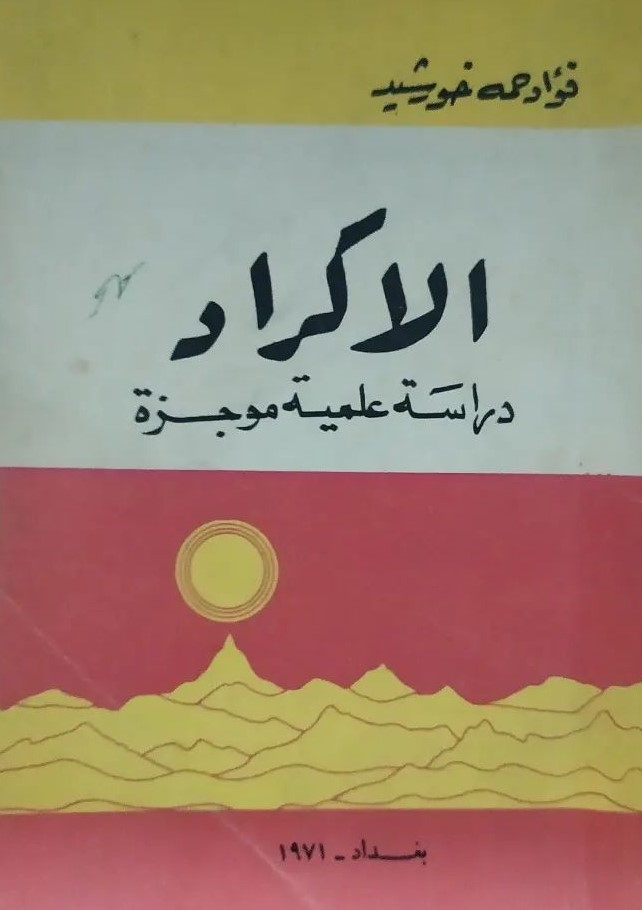 فؤاد حمه خورشيد
الاكراد
دراسة علمية موجزة
بغداد - ١٩٧١